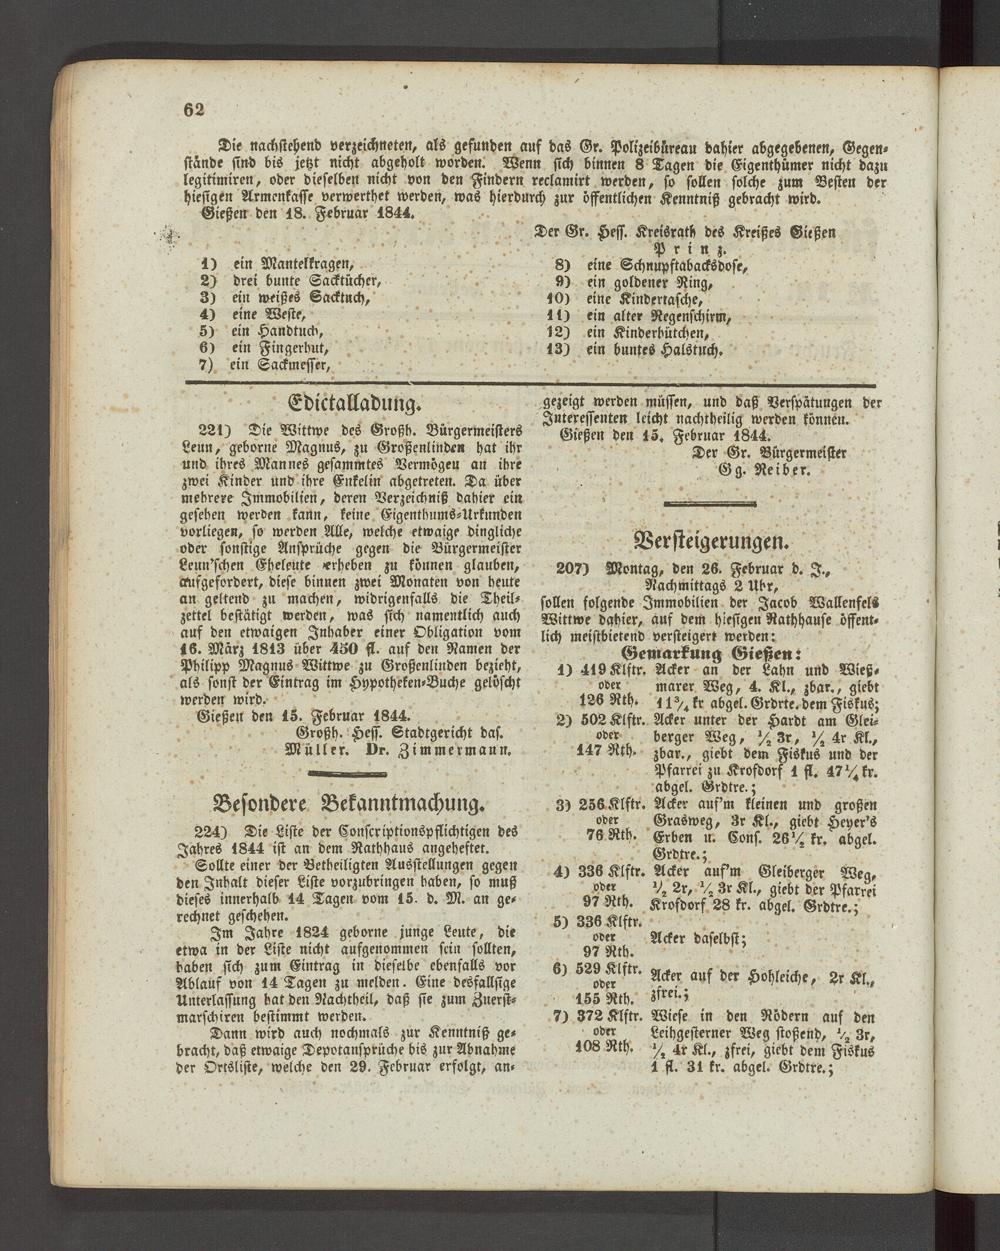 62
Die nachstehend verzeichneten, als gefunden auf das Gr. Polizeibüreau dahier abgegebenen, Gegen-
stände sind bis jetzt nicht abgeholt worden. Wenn sich binnen 8 Tagen die Eigenthümer nicht dazu
legitimiren, oder dieselben nicht von den Findern reclamirt werden, so sollen solche zum Besten der
hiesigen Armenkasse verwerthet werden, was hierdurch zur öffentlichen Kenntniß gebracht wird.
Gießen den 18. Februar 1844.
Der Gr. Hess. Kreisrath des Kreißes Gießen
Prinz.
1) ein Mantelkragen,
2) drei bunte Sacktücher,
3) ein weißes Sacktuch,
4) eine Weste,
5) ein Handtuch,
6) ein Fingerhut,
7) ein Sackmesser,
8) eine Schnupftabacksdose,
9) ein goldener Ring,
10) eine Kindertasche,
11) ein alter Regenschirm,
12) ein Kinderhütchen,
13) ein buntes Halstuch.
Edictalladung.
221) Die Wittwe des Großh. Bürgermeisters
Leun, geborne Magnus, zu Großenlinden hat ihr
und ihres Mannes gesammtes Vermögen an ihre
zwei Kinder und ihre Enkelin abgetreten. Da über
mehrere Immobilien, deren Verzeichniß dahier ein
gesehen werden kann, keine Eigenthums-Urkunden
vorliegen, so werden Alle, welche etwaige dingliche
oder sonstige Ansprüche gegen die Bürgermeister
Leun'schen Eheleute erheben zu können glauben,
aufgefordert, diese binnen zwei Monaten von heute
an geltend zu machen, widrigenfalls die Theil-
zettel bestätigt werden, was sich namentlich auch
auf den etwaigen Inhaber einer Obligation vom
16. März 1813 über 450 fl. auf den Namen der
Philipp Magnus Wittwe zu Großenlinden bezieht,
als sonst der Eintrag im Hypotheken-Buche gelöscht
werden wird.
Gießen den 15. Februar 1844.
Großh. Hess. Stadtgericht das.
Müller. Dr. Zimmermann.
Besondere Bekanntmachung.
224) Die Liste der Conscriptionspflichtigen des
Jahres 1844 ist an dem Rathhaus angeheftet.
Sollte einer der Betheiligten Ausstellungen gegen
den Inhalt dieser Liste vorzubringen haben, so muß
dieses innerhalb 14 Tagen vom 15. d. M. an ge-
rechnet geschehen.
Im Jahre 1824 geborne junge Leute, die
etwa in der Liste nicht aufgenommen sein sollten,
haben sich zum Eintrag in dieselbe ebenfalls vor
Ablauf von 14 Tagen zu melden. Eine desfallsige
Unterlassung hat den Nachtheil, daß sie zum Zuerst-
marschiren bestimmt werden.
Dann wird auch nochmals zur Kenntniß ge-
bracht, daß etwaige Depotansprüche bis zur Abnahme
der Ortsliste, welche den 29. Februar erfolgt, an-
gezeigt werden müssen, und daß Verspätungen der
Interessenten leicht nachtheilig werden können.
Gießen den 15. Februar 1844.
Der Gr. Bürgermeister
Gg. Reiber.
Versteigerungen.
207) Montag, den 26. Februar d. J.,
Nachmittags 2 Uhr,
sollen folgende Immobilien der Jacob Wallenfels
Wittwe dahier, auf dem hiesigen Rathhause öffent-
lich meistbietend versteigert werden:
Gemarkung Gießen:
1) 419 Klftr. Acker an der Lahn und Wieß-
oder marer Weg, 4. Kl., zbar., giebt
126 Rth. 11¾ kr abgel. Grdrte. dem Fiskus;
2) 502 Klftr. Acker unter der Hardt am Glei-
oder berger Weg, ½ 3r, ½ 4r Kl.,
147 Rth. zbar., giebt dem Fiskus und der
Pfarrei zu Krofdorf 1 fl. 47¼ kr.
abgel. Grdtre.;
3) 256 Klftr. Acker auf'm kleinen und großen
oder Grasweg, 3r Kl., giebt Heyer's
76 Rth. Erben u. Cons. 26½ kr. abgel.
Grdtre.;
4) 336 Klftr. Acker auf'm Gleiberger Weg,
oder ½ 2r, ½ 3r Kl., giebt der Pfarrei
97 Rth. Krofdorf 28 kr. abgel. Grdtre.;
5) 336 Klftr.
oder Acker daselbst;
97 Rth.
6) 529 Klftr. Acker auf der Hohleiche, 2r Kl.,
oder
155 Rth. zfrei.;
7) 372 Klftr. Wiese in den Rödern auf den
oder Leihgesterner Weg stoßend, ½ 3r,
108 Rth. ½ 4r Kl., zfrei, giebt dem Fiskus
1 fl. 31 kr. abgel. Grdtre.;